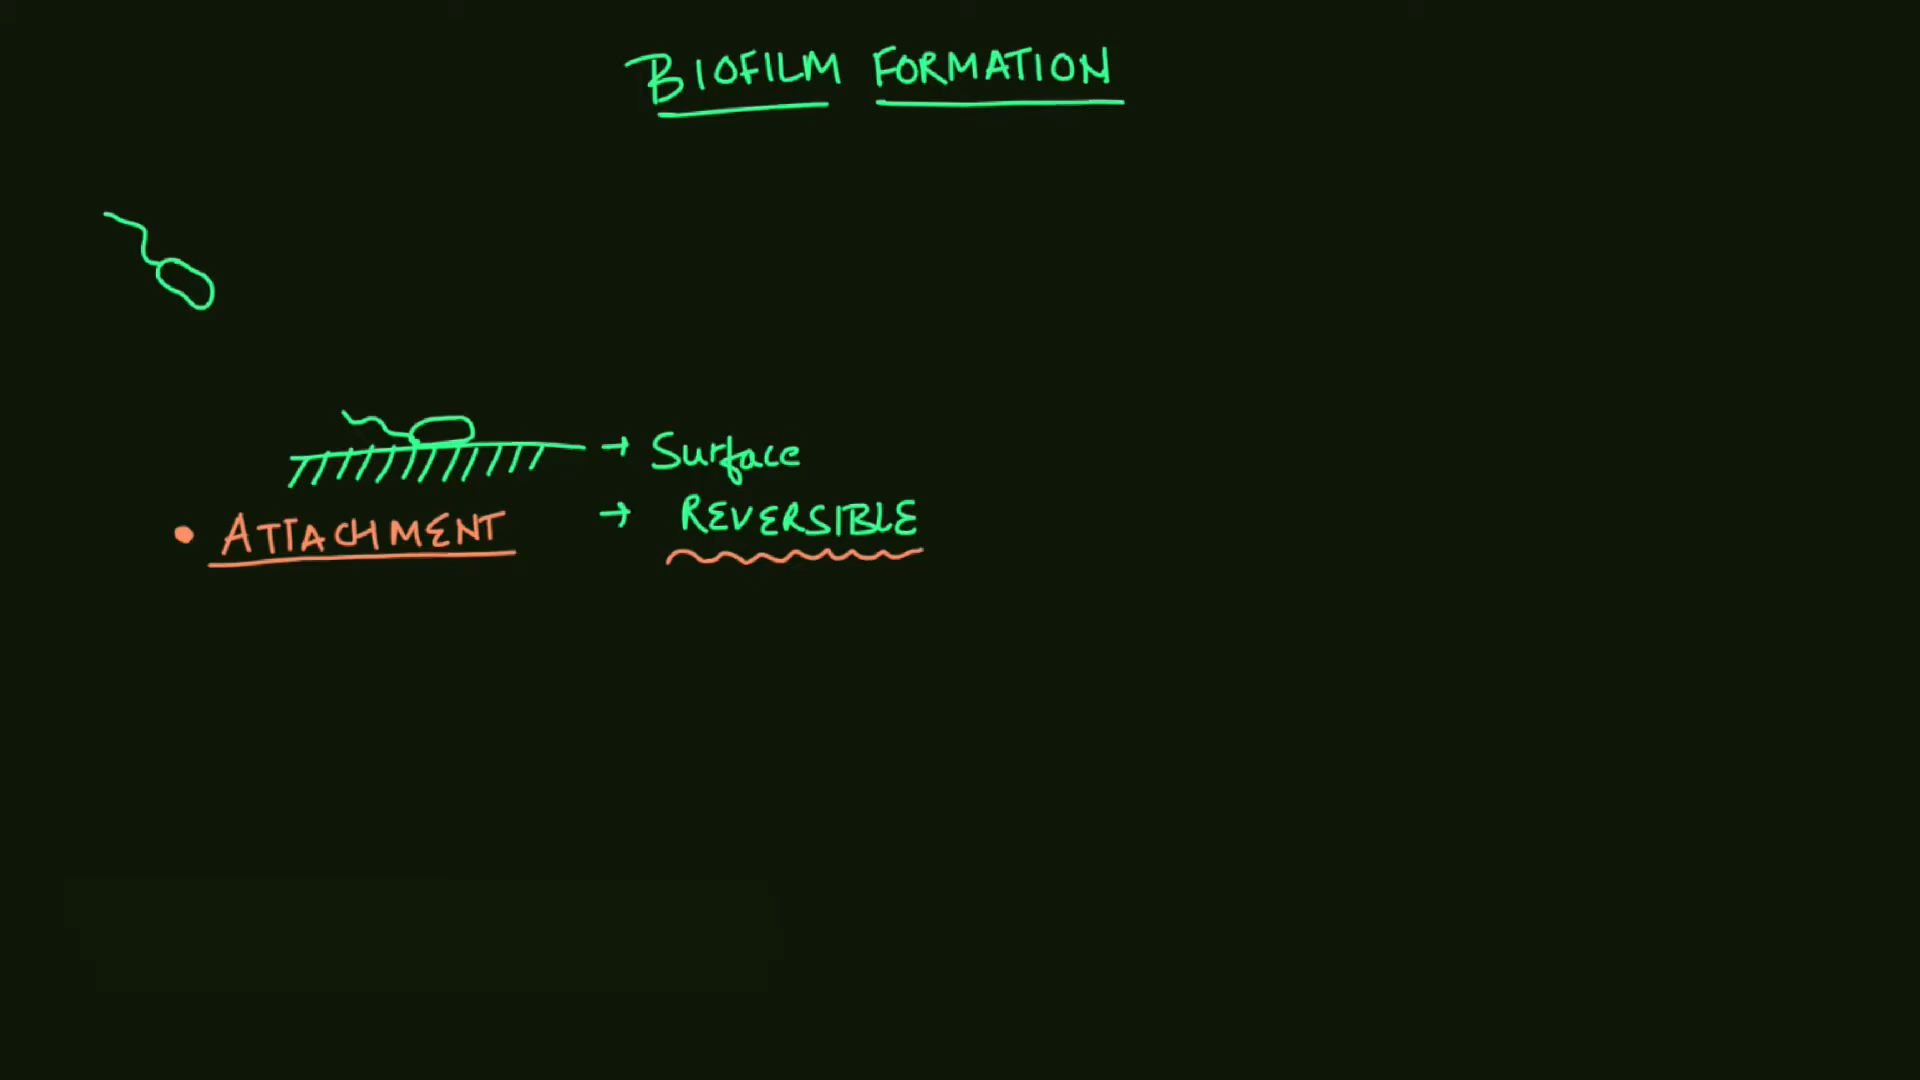 BIOFILM FORMATION
→ Surface
• ATTACHMENT → REVERSIBLE